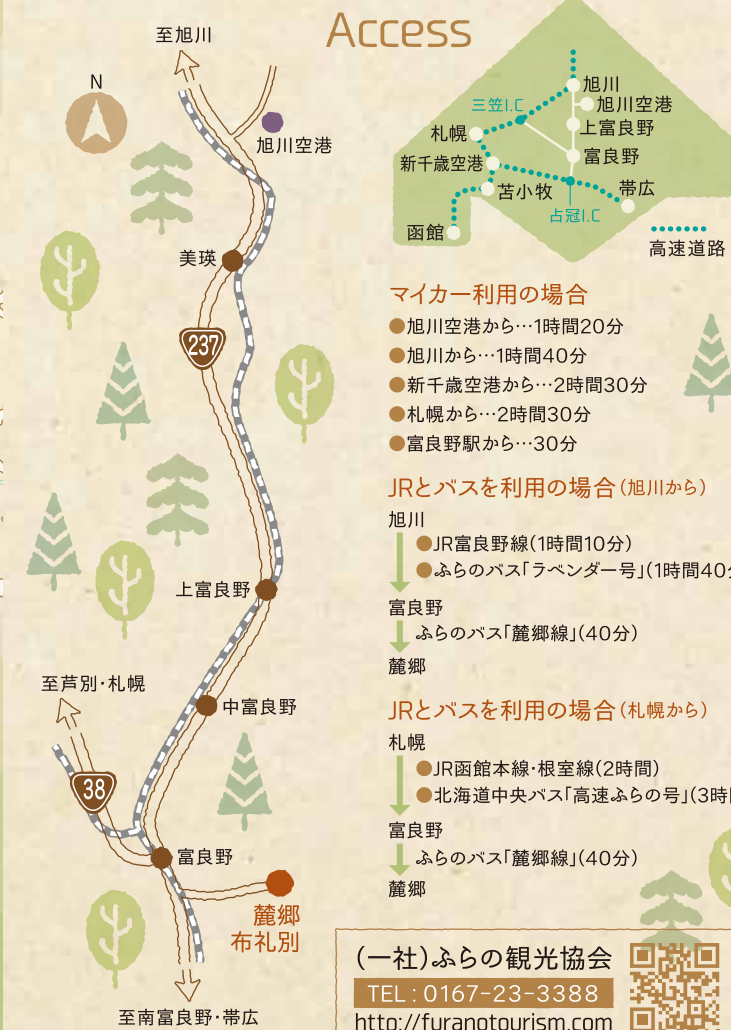 Access
至旭川
N
旭川空港
美瑛
237
上富良野
中富良野
至芦別・札幌
38
富良野
麓郷
布礼別
至南富良野・帯広
旭川
旭川空港
三笠I.C
上富良野
札幌
富良野
新千歳空港
苫小牧
帯広
占冠I.C
函館
高速道路
マイカー利用の場合
●旭川空港から…1時間20分
●旭川から…1時間40分
●新千歳空港から…2時間30分
●札幌から…2時間30分
●富良野駅から…30分
JRとバスを利用の場合(旭川から)
旭川
●JR富良野線(1時間10分)
●ふらのバス「ラベンダー号」(1時間40分
富良野
ふらのバス「麓郷線」(40分)
麓郷
JRとバスを利用の場合(札幌から)
札幌
●JR函館本線・根室線(2時間)
●北海道中央バス「高速ふらの号」(3時
富良野
ふらのバス「麓郷線」(40分)
麓郷
(一社)ふらの観光協会
TEL : 0167-23-3388
http://furanotourism.com